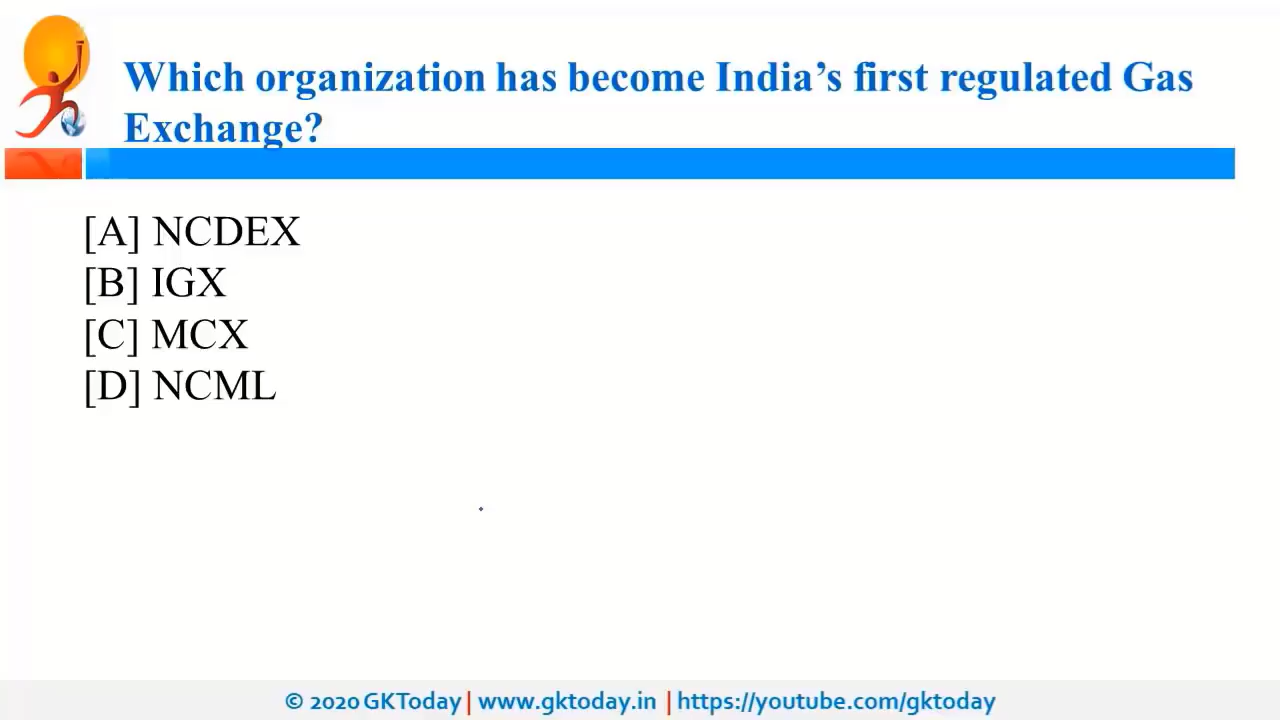 Which organization has become India’s first regulated Gas
Exchange?
[A] NCDEX
[B] IGX
[C] MCX
[D] NCML
© 2020 GKToday | www.gktoday.in | https://youtube.com/gktoday